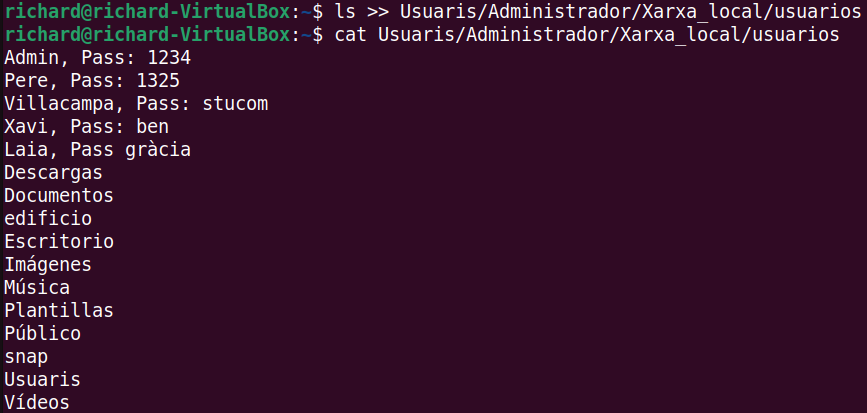 richard@richard-VirtualBox:~$ ls >> Usuaris/Administrador/Xarxa_local/usuarios
richard@richard-VirtualBox:~$ cat Usuaris/Administrador/Xarxa_local/usuarios
Admin, Pass: 1234
Pere, Pass: 1325
Villacampa, Pass: stucom
Xavi, Pass: ben
Laia, Pass gràcia
Descargas
Documentos
edificio
Escritorio
Imágenes
Música
Plantillas
Público
snap
Usuaris
Vídeos